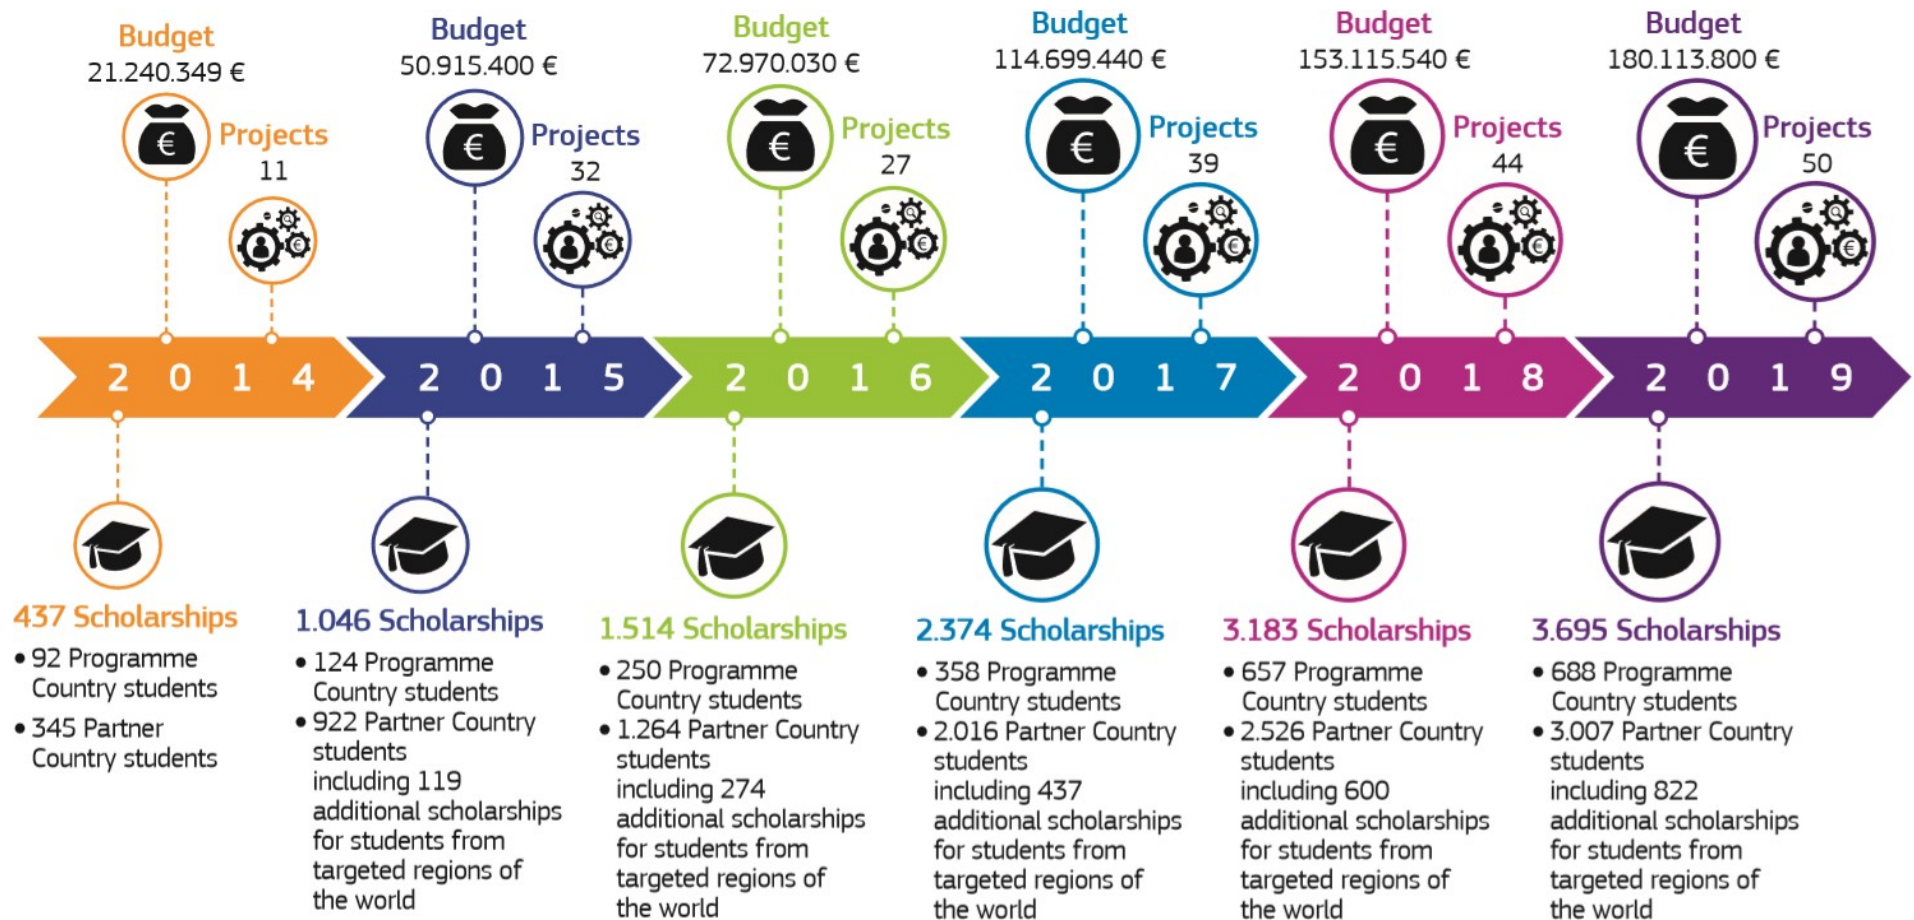 Budget
21.240.349 €
€
Projects
11
€
2 0 1 4
437 Scholarships
• 92 Programme
Country students
• 345 Partner
Country students
Budget
50.915.400 €
€
Projects
32
€
2 0 1 5
1.046 Scholarships
• 124 Programme
Country students
• 922 Partner Country
students
including 119
additional scholarships
for students from
targeted regions of
the world
Budget
72.970.030 €
€
Projects
27
€
2 0 1 6
1.514 Scholarships
• 250 Programme
Country students
• 1.264 Partner Country
students
including 274
additional scholarships
for students from
targeted regions of
the world
Budget
114.699.440 €
€
Projects
39
€
2 0 1 7
2.374 Scholarships
• 358 Programme
Country students
• 2.016 Partner Country
students
including 437
additional scholarships
for students from
targeted regions of
the world
Budget
153.115.540 €
€
Projects
44
€
2 0 1 8
3.183 Scholarships
• 657 Programme
Country students
• 2.526 Partner Country
students
including 600
additional scholarships
for students from
targeted regions of
the world
Budget
180.113.800 €
€
Projects
50
€
2 0 1 9
3.695 Scholarships
• 688 Programme
Country students
• 3.007 Partner Country
students
including 822
additional scholarships
for students from
targeted regions of
the world